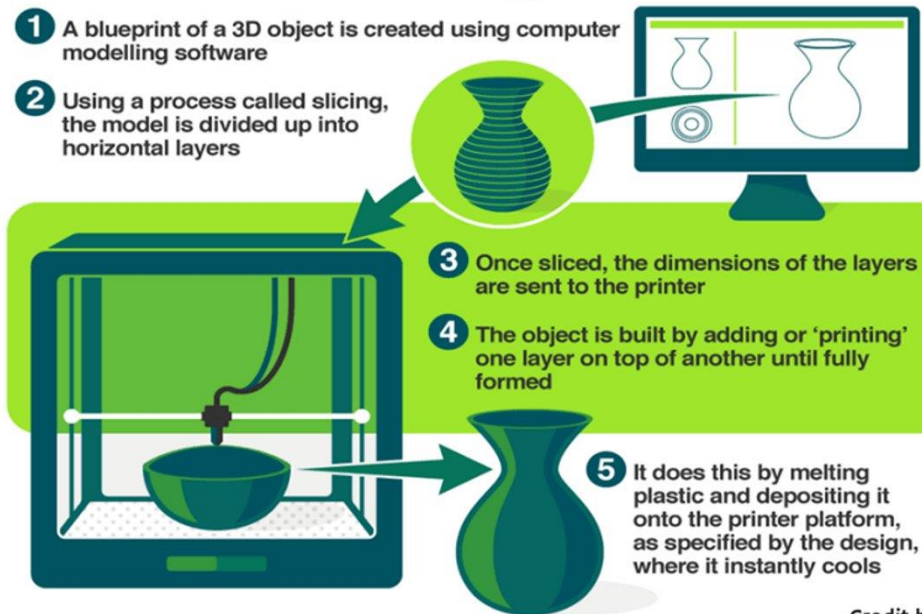 1 A blueprint of a 3D object is created using computer
modelling software
2 Using a process called slicing,
the model is divided up into
horizontal layers
3 Once sliced, the dimensions of the layers
are sent to the printer
4 The object is built by adding or ‘printing’
one layer on top of another until fully
formed
5 It does this by melting
plastic and depositing it
onto the printer platform,
as specified by the design,
where it instantly cools